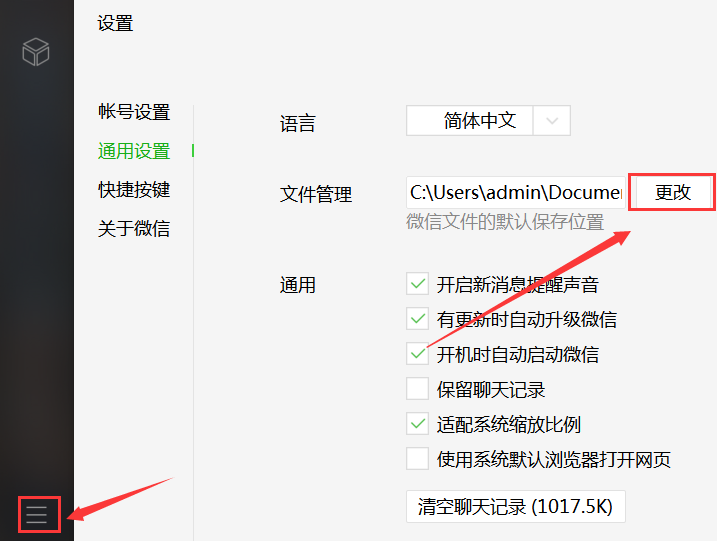 设置
帐号设置
通用设置
快捷按键
关于微信
语言
简体中文
文件管理
C:\Users\admin\Docume
更改
微信文件的默认保存位置
通用
开启新消息提醒声音
有更新时自动升级微信
开机时自动启动微信
保留聊天记录
适配系统缩放比例
使用系统默认浏览器打开网页
清空聊天记录 (1017.5K)